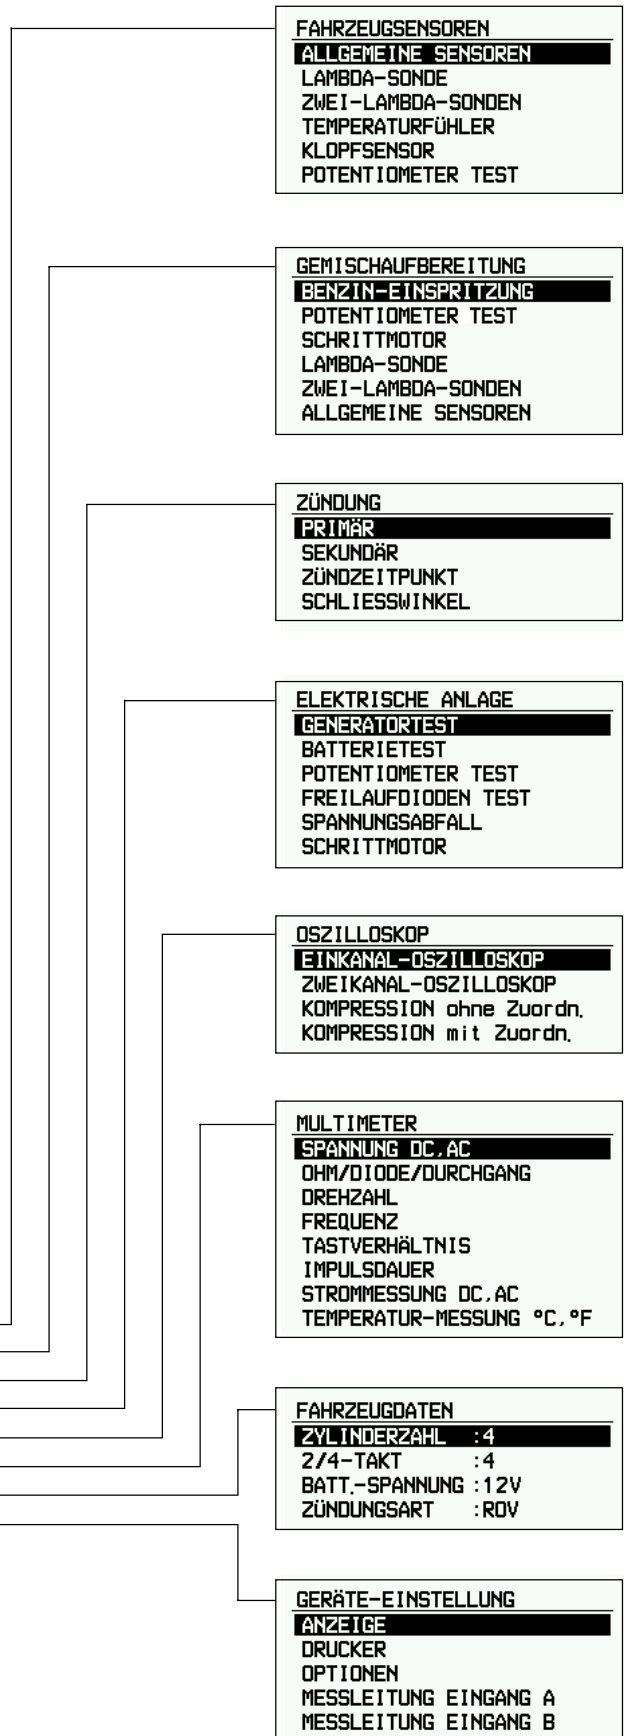 FAHRZEUGSENSOREN
ALLGEMEINE SENSOREN
LAMBDA-SONDE
ZWEI-LAMBDA-SONDEN
TEMPERATURFÜHLER
KLOPFSENSOR
POTENTIOMETER TEST
GEMISCHAUFBEREITUNG
BENZIN-EINSPRITZUNG
POTENTIOMETER TEST
SCHRITTMOTOR
LAMBDA-SONDE
ZWEI-LAMBDA-SONDEN
ALLGEMEINE SENSOREN
ZÜNDUNG
PRIMÄR
SEKUNDÄR
ZÜNDZEITPUNKT
SCHLIESSWINKEL
ELEKTRISCHE ANLAGE
GENERATORTEST
BATTERIETEST
POTENTIOMETER TEST
FREILAUFDIODEN TEST
SPANNUNGSABFALL
SCHRITTMOTOR
OSZILLOSKOP
EINKANAL-OSZILLOSKOP
ZWEIKANAL-OSZILLOSKOP
KOMPRESSION ohne Zuordn.
KOMPRESSION mit Zuordn.
MULTIMETER
SPANNUNG DC,AC
OHM/DIODE/DURCHGANG
DREHZAHL
FREQUENZ
TASTVERHÄLTNIS
IMPULSDAUER
STROMMESSUNG DC,AC
TEMPERATUR-MESSUNG °C,°F
FAHRZEUGDATEN
ZYLINDERZAHL :4
2/4-TAKT :4
BATT.-SPANNUNG :12V
ZÜNDUNGSART :ROV
GERÄTE-EINSTELLUNG
ANZEIGE
DRUCKER
OPTIONEN
MESSLEITUNG EINGANG A
MESSLEITUNG EINGANG B